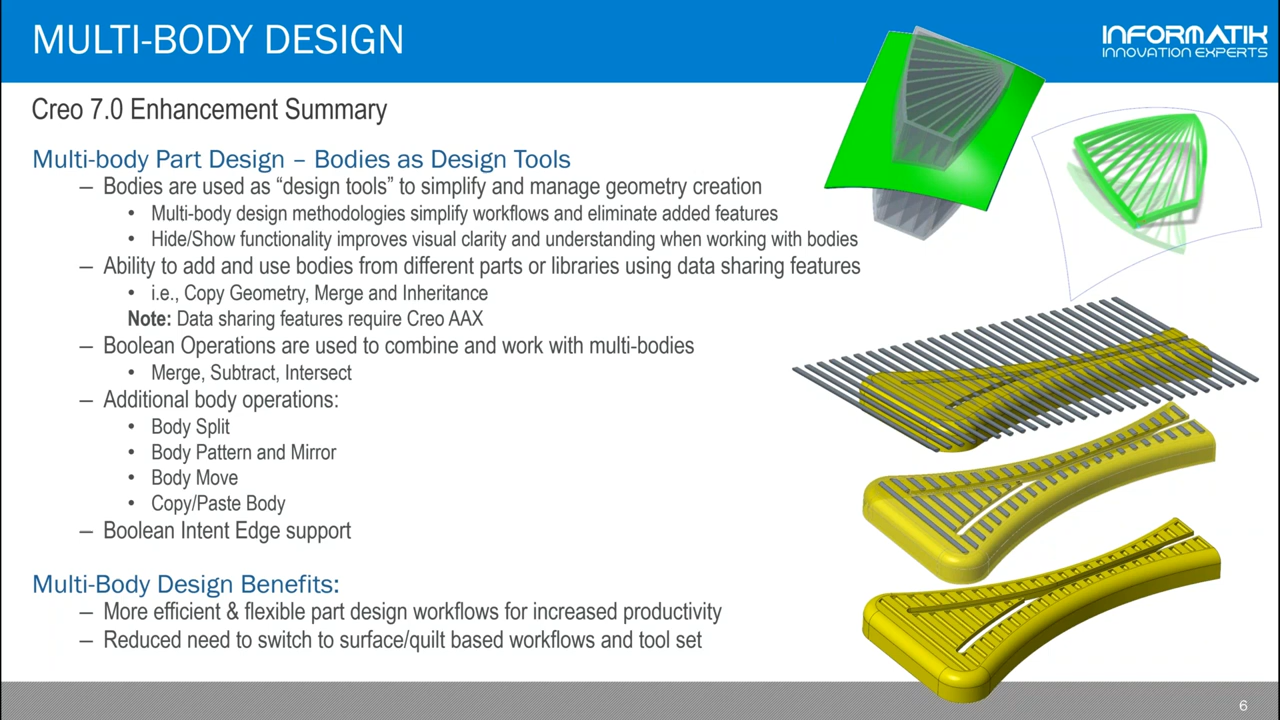 MULTI-BODY DESIGN
INFORMATIK
INNOVATION EXPERTS
Creo 7.0 Enhancement Summary
Multi-body Part Design – Bodies as Design Tools
– Bodies are used as “design tools” to simplify and manage geometry creation
• Multi-body design methodologies simplify workflows and eliminate added features
• Hide/Show functionality improves visual clarity and understanding when working with bodies
– Ability to add and use bodies from different parts or libraries using data sharing features
• i.e., Copy Geometry, Merge and Inheritance
Note: Data sharing features require Creo AAX
– Boolean Operations are used to combine and work with multi-bodies
• Merge, Subtract, Intersect
– Additional body operations:
• Body Split
• Body Pattern and Mirror
• Body Move
• Copy/Paste Body
– Boolean Intent Edge support
Multi-Body Design Benefits:
– More efficient & flexible part design workflows for increased productivity
– Reduced need to switch to surface/quilt based workflows and tool set
6